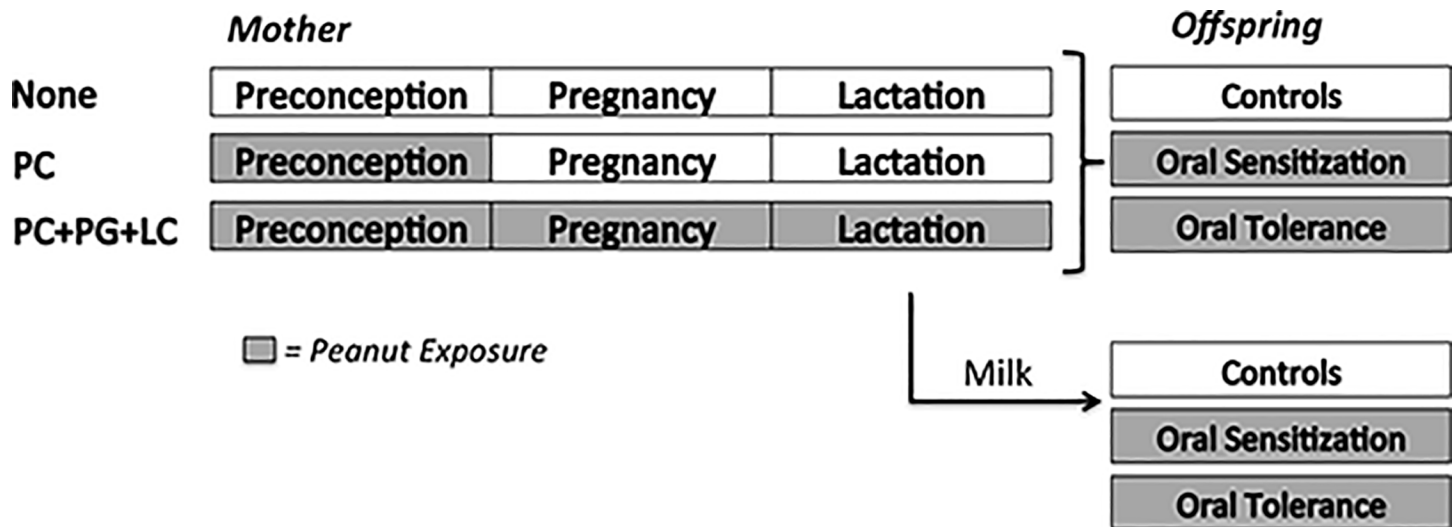 Mother Offspring
None Preconception Pregnancy Lactation Controls
PC Preconception Pregnancy Lactation Oral Sensitization
PC+PG+LC Preconception Pregnancy Lactation Oral Tolerance
= Peanut Exposure
Milk
Controls
Oral Sensitization
Oral Tolerance